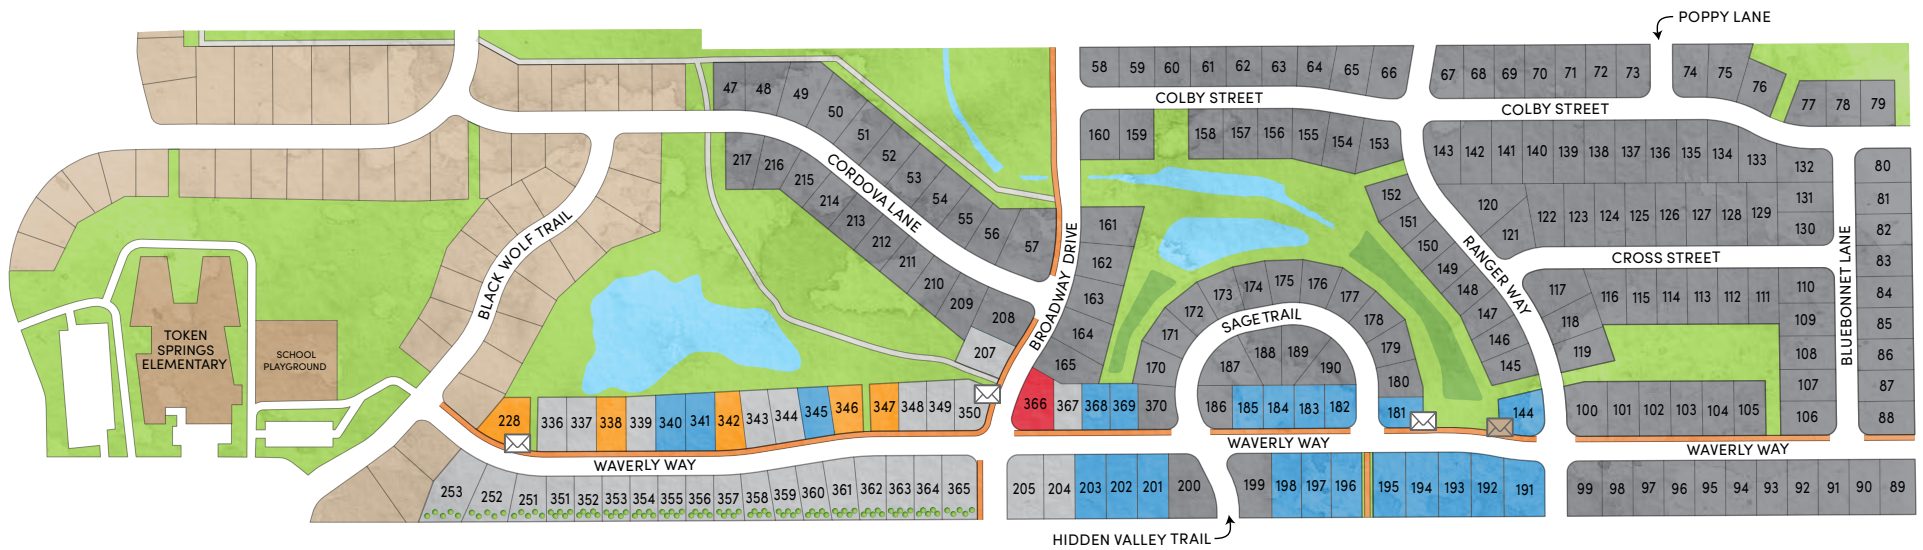 POPPY LANE
58 59 60 61 62 63 64 65 66
67 68 69 70 71 72 73
74 75 76
77 78 79
COLBY STREET
COLBY STREET
47 48 49 50 51 52 53 54 55 56 57
160 159
158 157 156 155 154 153
143 142 141 140 139 138 137 136 135 134 133 132
80
81
82
83
84
85
86
87
88
217 216 215 214 213 212 211 210 209 208
207
CORDOVA LANE
BLACK WOLF TRAIL
BROADWAY DRIVE
161
162
163
164
165
152
151
150
149
148
147
146
145
120
121
122 123 124 125 126 127 128 129
131
130
RANGER WAY
CROSS STREET
BLUEBONNET LANE
117
118
119
116 115 114 113 112 111
110
109
108
107
106
170 171 172 173 174 175 176 177 178 179 180
181
SAGE TRAIL
187 188 189 190
186 185 184 183 182
144
100 101 102 103 104 105
TOKEN
SPRINGS
ELEMENTARY
SCHOOL
PLAYGROUND
228
336 337 338 339 340 341 342 343 344 345 346 347 348 349 350
366 367 368 369 370
WAVERLY WAY
WAVERLY WAY
WAVERLY WAY
253 252 251 351 352 353 354 355 356 357 358 359 360 361 362 363 364 365
205 204 203 202 201 200
199 198 197 196 195 194 193 192 191
99 98 97 96 95 94 93 92 91 90 89
HIDDEN VALLEY TRAIL